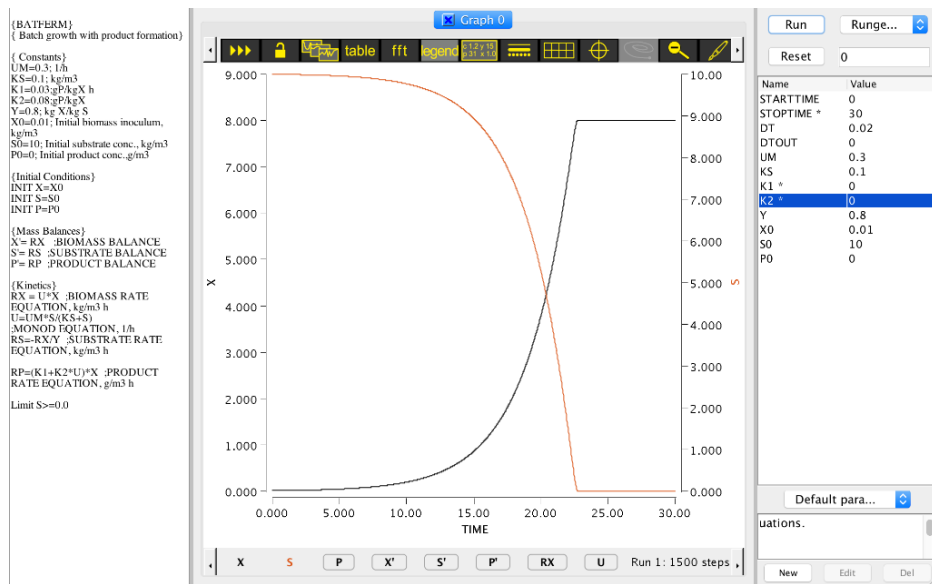 {BATFERM}
{ Batch growth with product formation}
{ Constants}
UM=0.3; 1/h
KS=0.1; kg/m3
K1=0.03;gP/kgX h
K2=0.08;gP/kgX
Y=0.8; kg X/kg S
X0=0.01; Initial biomass inoculum,
kg/m3
S0=10; Initial substrate conc., kg/m3
P0=0; Initial product conc.,g/m3
{Initial Conditions}
INIT X=X0
INIT S=S0
INIT P=P0
{Mass Balances}
X'= RX ;BIOMASS BALANCE
S'= RS ;SUBSTRATE BALANCE
P'= RP ;PRODUCT BALANCE
{Kinetics}
RX = U*X ;BIOMASS RATE
EQUATION, kg/m3 h
U=UM*S/(KS+S)
;MONOD EQUATION, 1/h
RS=-RX/Y ;SUBSTRATE RATE
EQUATION, kg/m3 h
RP=(K1+K2*U)*X ;PRODUCT
RATE EQUATION, g/m3 h
Limit S>=0.0
Graph 0
table fft legend
9.000
8.000
7.000
6.000
5.000
4.000
3.000
2.000
1.000
0.000
X
10.00
9.000
8.000
7.000
6.000
5.000
4.000
3.000
2.000
1.000
0.000
S
0.000 5.000 10.00 15.00 20.00 25.00 30.00
TIME
X S P X' S' P' RX U Run 1: 1500 steps
Run Runge...
Reset 0
Name Value
STARTTIME 0
STOPTIME * 30
DT 0.02
DTOUT 0
UM 0.3
KS 0.1
K1 * 0
K2 * 0
Y 0.8
X0 0.01
S0 10
P0 0
Default para...
uations.
New Edit Del